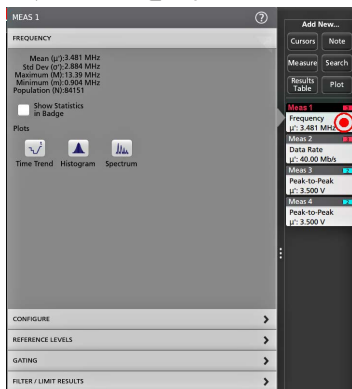 MEAS 1
?
FREQUENCY
Mean (µ'):3.481 MHz
Std Dev (σ'):2.884 MHz
Maximum (M):13.39 MHz
Minimum (m):0.904 MHz
Population (N):84151
Show Statistics
in Badge
Plots
Time Trend
Histogram
Spectrum
CONFIGURE
REFERENCE LEVELS
GATING
FILTER / LIMIT RESULTS
Add New...
Cursors
Note
Measure
Search
Results
Table
Plot
Meas 1
Frequency
µ': 3.481 MHz
Meas 2
Data Rate
µ': 40.00 Mb/s
Meas 3
Peak-to-Peak
µ': 3.500 V
Meas 4
Peak-to-Peak
µ': 3.500 V